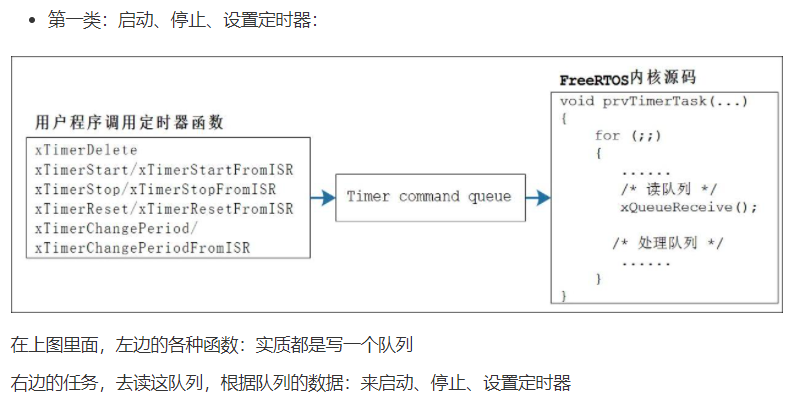 • 第一类：启动、停止、设置定时器：
用户程序调用定时器函数
xTimerDelete
xTimerStart/xTimerStartFromISR
xTimerStop/xTimerStopFromISR
xTimerReset/xTimerResetFromISR
xTimerChangePeriod/
xTimerChangePeriodFromISR
Timer command queue
FreeRTOS内核源码
void prvTimerTask(...)
{
for (;;)
{
......
/* 读队列 */
xQueueReceive();
/* 处理队列 */
......
}
}
在上图里面，左边的各种函数：实质都是写一个队列
右边的任务，去读这队列，根据队列的数据：来启动、停止、设置定时器